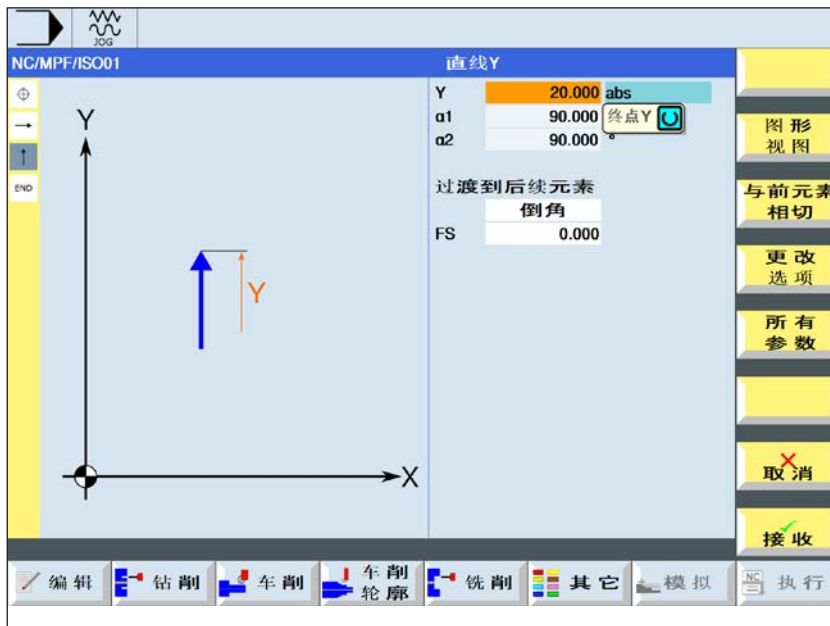 JOG
NC/MPF/ISO01
直线Y
END
Y
X
Y
Y 20.000 abs
α1 90.000 终点Y
α2 90.000 °
过渡到后续元素
倒角
FS 0.000
图形
视图
与前元素
相切
更改
选项
所有
参数
取消
接收
编辑
钻削
车削
车削
轮廓
铣削
其它
模拟
NC
执行